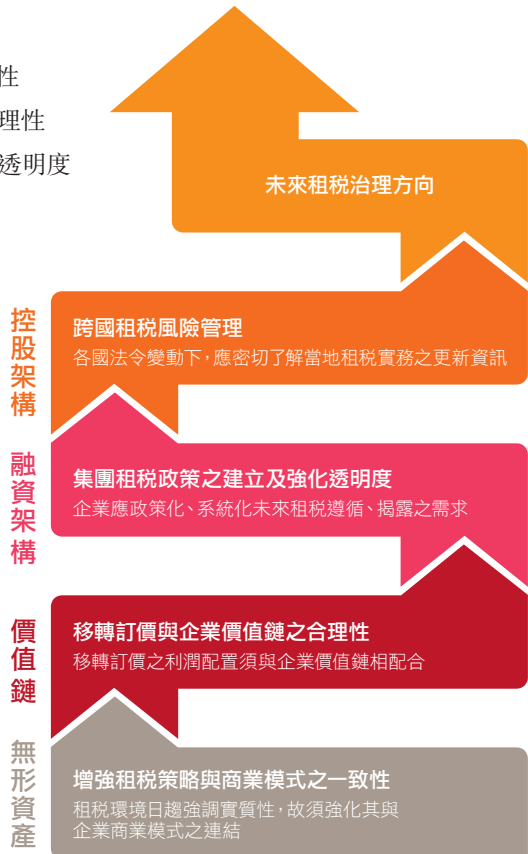 性
理性
透明度
未來租稅治理方向
控股架構
跨國租稅風險管理
各國法令變動下，應密切了解當地租稅實務之更新資訊
融資架構
集團租稅政策之建立及強化透明度
企業應政策化、系統化未來租稅遵循、揭露之需求
價值鏈
移轉訂價與企業價值鏈之合理性
移轉訂價之利潤配置須與企業價值鏈相配合
無形資產
增強租稅策略與商業模式之一致性
租稅環境日趨強調實質性，故須強化其與
企業商業模式之連結